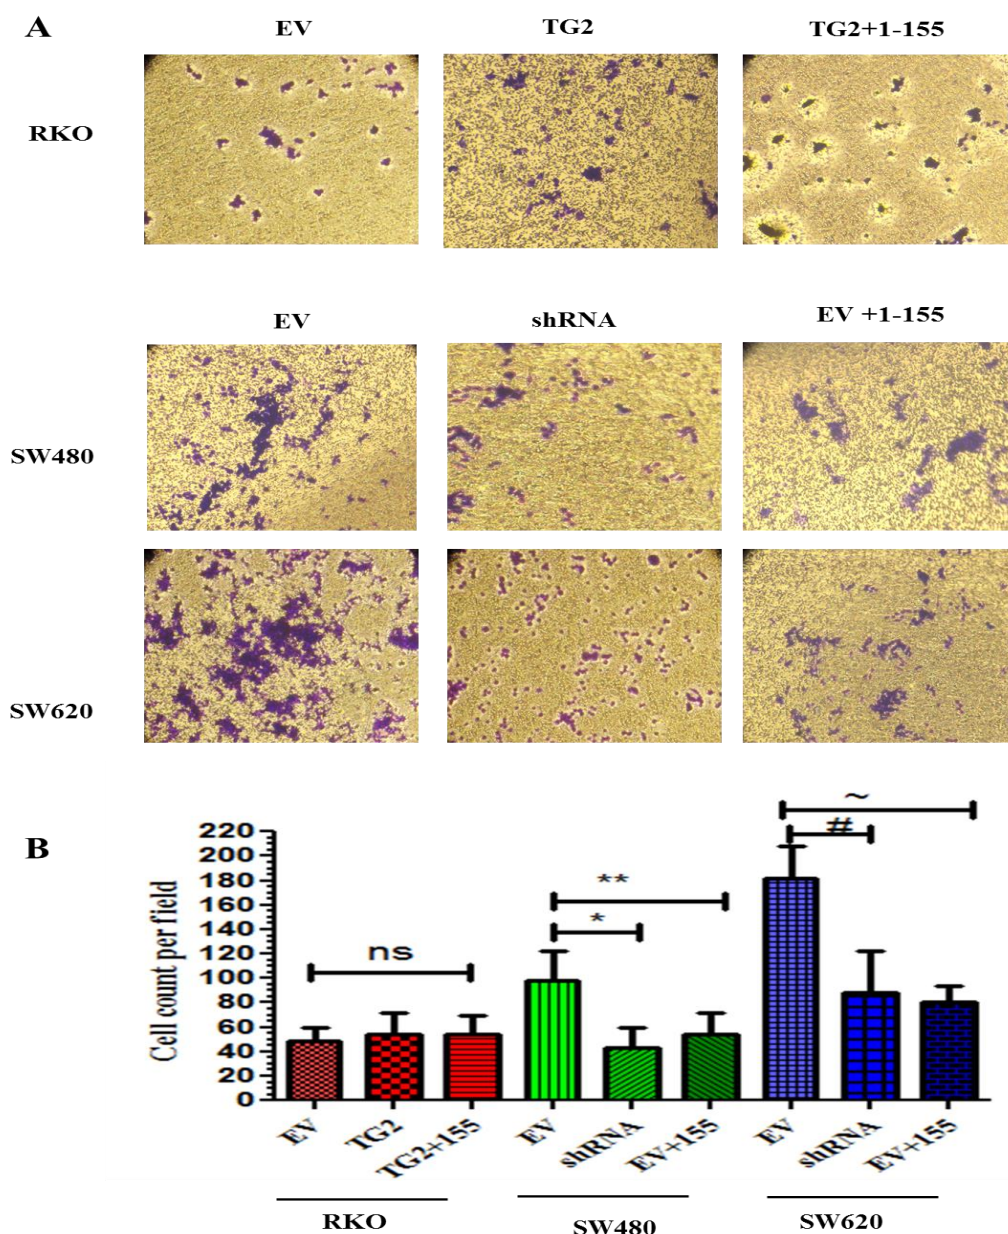 A
EV
TG2
TG2+1-155
RKO
EV
shRNA
EV +1-155
SW480
SW620
B
Cell count per field
220
200
180
160
140
120
100
80
60
40
20
0
ns
**
*
~
#
EV
TG2
TG2+155
EV
shRNA
EV+155
EV
shRNA
EV+155
RKO
SW480
SW620